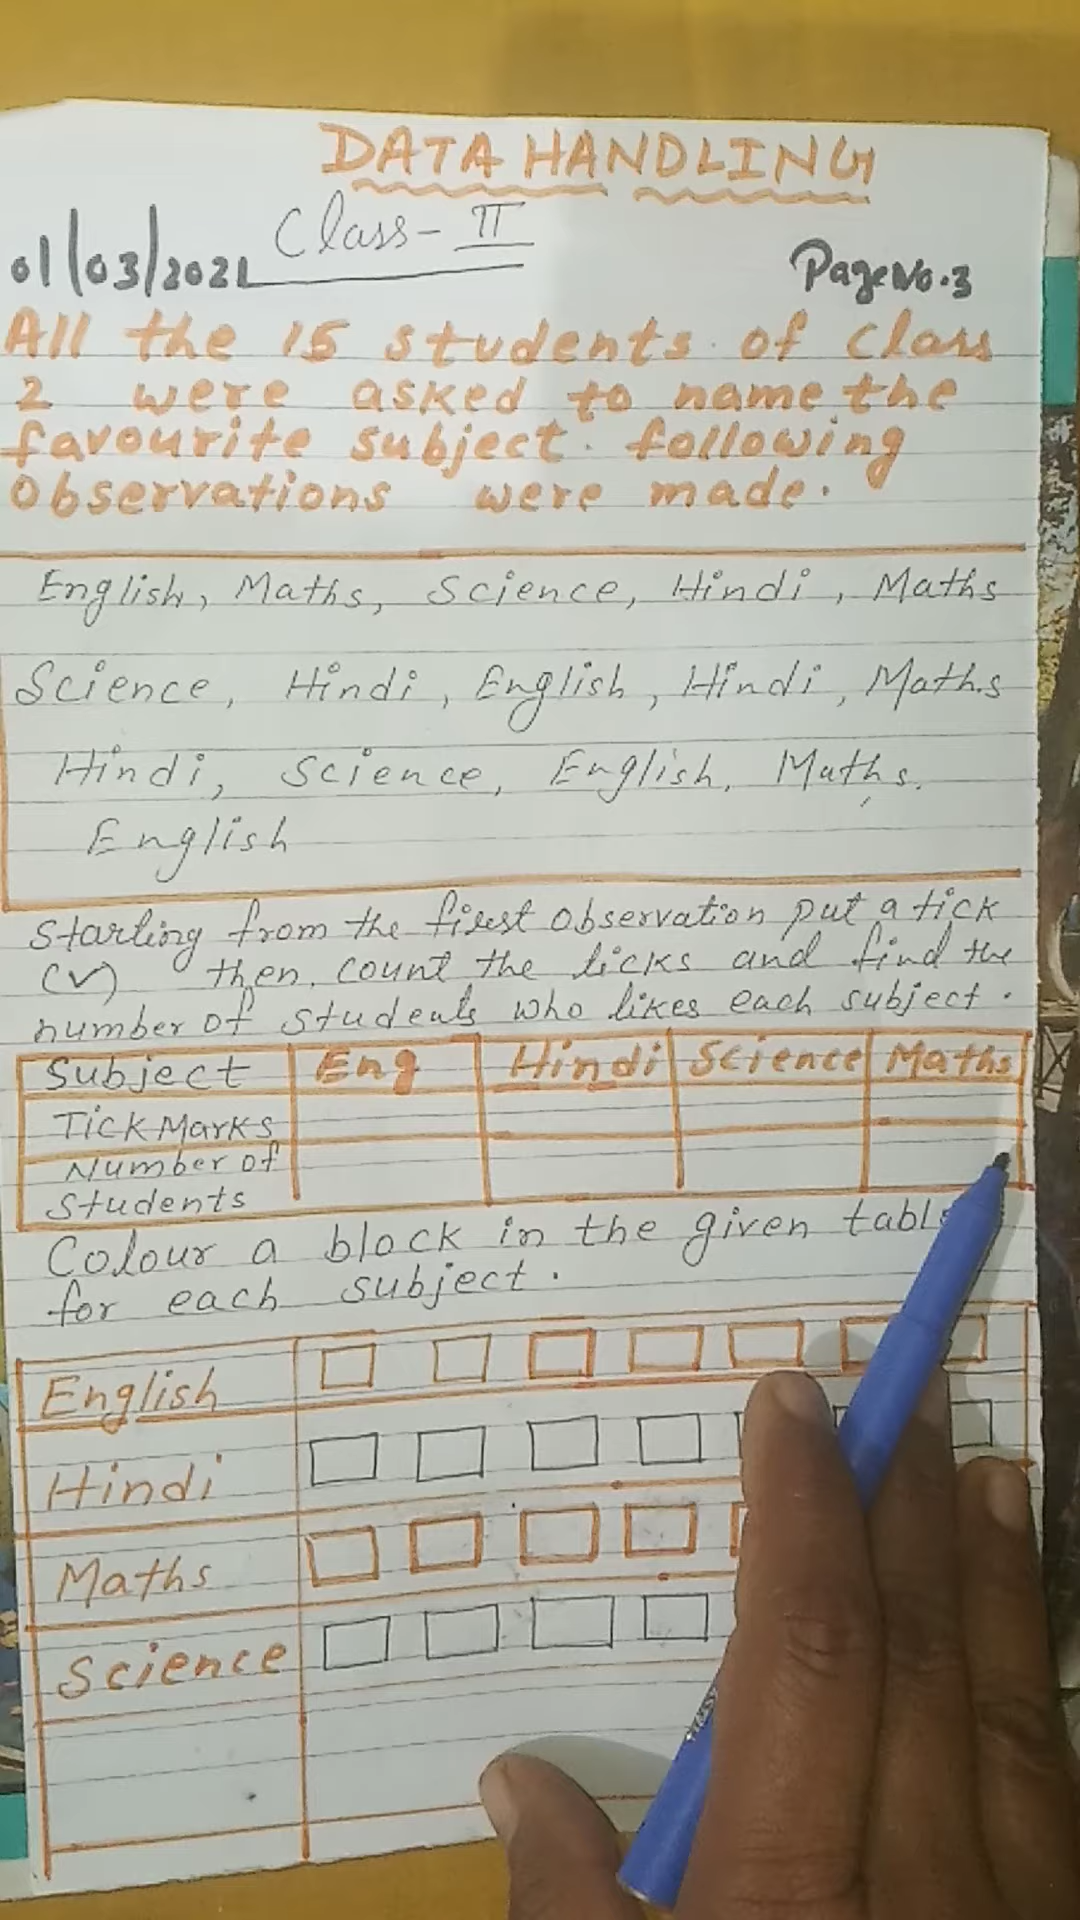 DATA HANDLING
Class - II
01/03/2021
Page No. 3
All the 15 students of class
2 were asked to name the
favourite subject. following
observations were made.
English, Maths, Science, Hindi, Maths
Science, Hindi, English, Hindi, Maths
Hindi, Science, English, Maths,
English
Starting from the first observation put a tick
(✓) then count the ticks and find the
number of students who likes each subject.
Subject Eng Hindi Science Maths
Tick Marks
Number of
Students
Colour a block in the given table
for each subject.
English
Hindi
Maths
Science